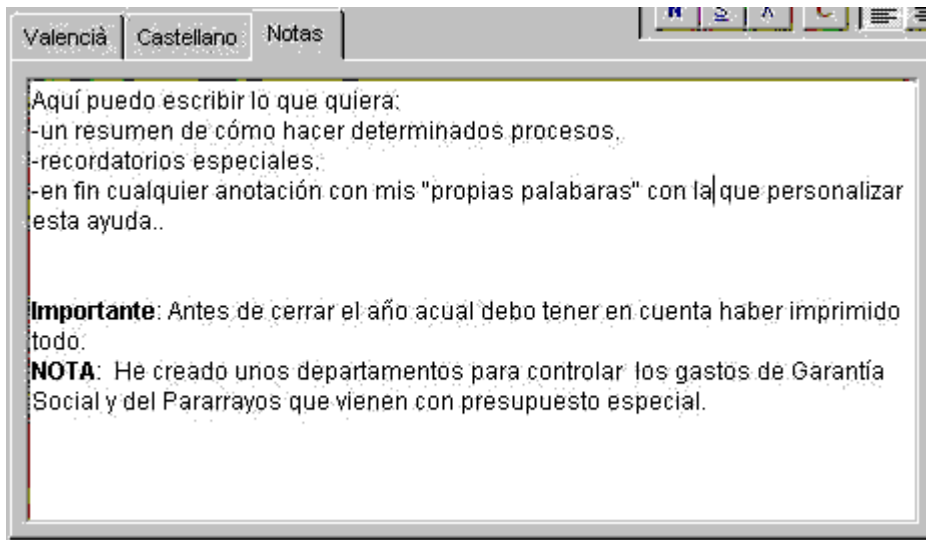 Valencià Castellano Notas N S A C
Aquí puedo escribir lo que quiera:
-un resumen de cómo hacer determinados procesos,
-recordatorios especiales,
-en fin cualquier anotación con mis "propias palabaras" con la que personalizar
esta ayuda..
Importante: Antes de cerrar el año acual debo tener en cuenta haber imprimido
todo.
NOTA: He creado unos departamentos para controlar los gastos de Garantía
Social y del Pararrayos que vienen con presupuesto especial.